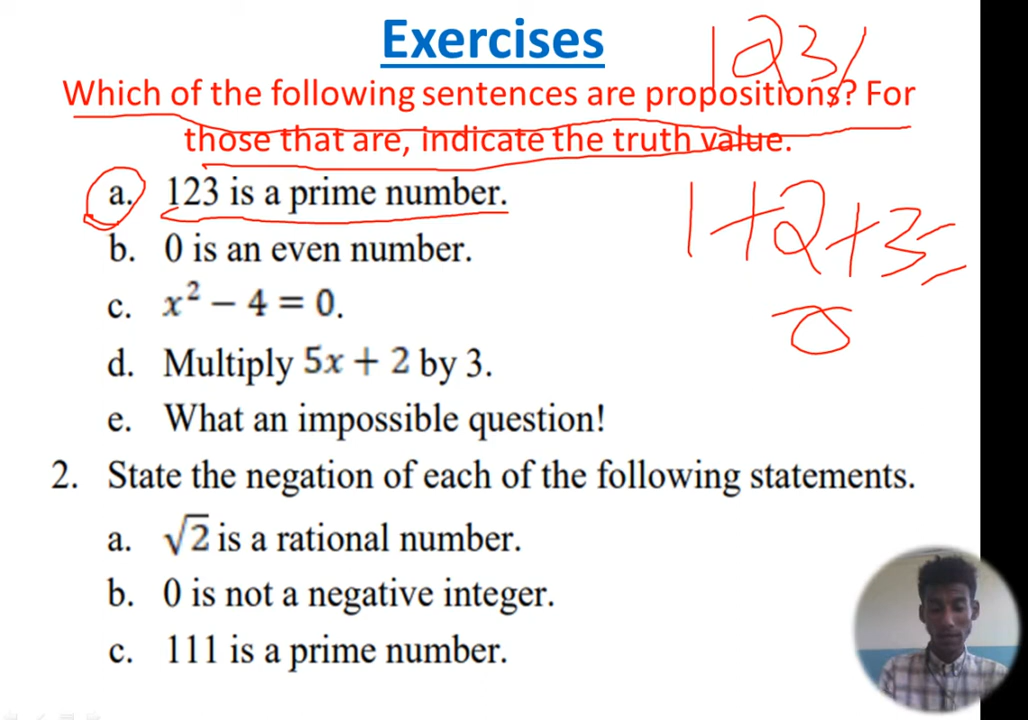 Exercises
123/
Which of the following sentences are propositions? For
those that are, indicate the truth value.
a. 123 is a prime number.
1+2+3=
b. 0 is an even number.
c. x² − 4 = 0.
d. Multiply 5x + 2 by 3.
e. What an impossible question!
2. State the negation of each of the following statements.
a. √2 is a rational number.
b. 0 is not a negative integer.
c. 111 is a prime number.